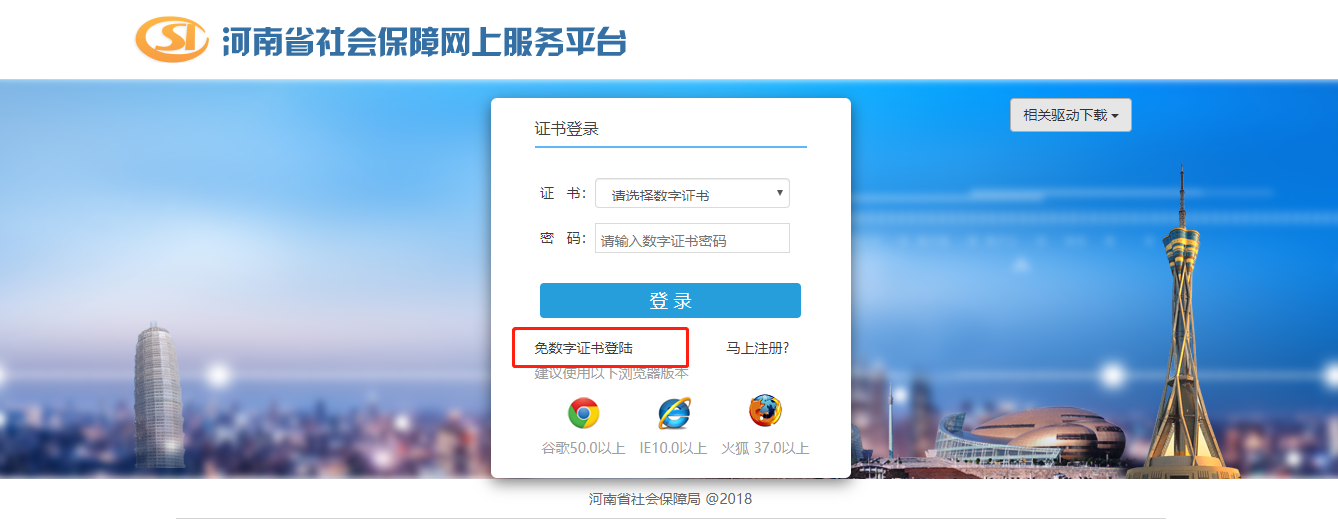 CSI 河南省社会保障网上服务平台
相关驱动下载
证书登录
证 书： 请选择数字证书
密 码： 请输入数字证书密码
登 录
免数字证书登陆 马上注册?
建议使用以下浏览器版本
谷歌50.0以上 IE10.0以上 火狐 37.0以上
河南省社会保障局 @2018